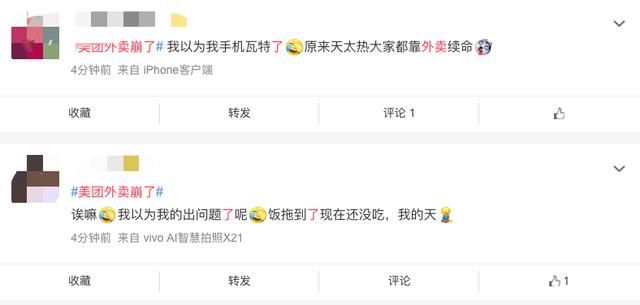 #美团外卖崩了# 我以为我手机瓦特了原来天太热大家都靠外卖续命
4分钟前 来自 iPhone客户端
收藏 转发 评论 1
#美团外卖崩了#
诶嘛我以为我的出问题了呢饭拖到了现在还没吃，我的天
4分钟前 来自 vivo AI智慧拍照X21
收藏 转发 评论 1